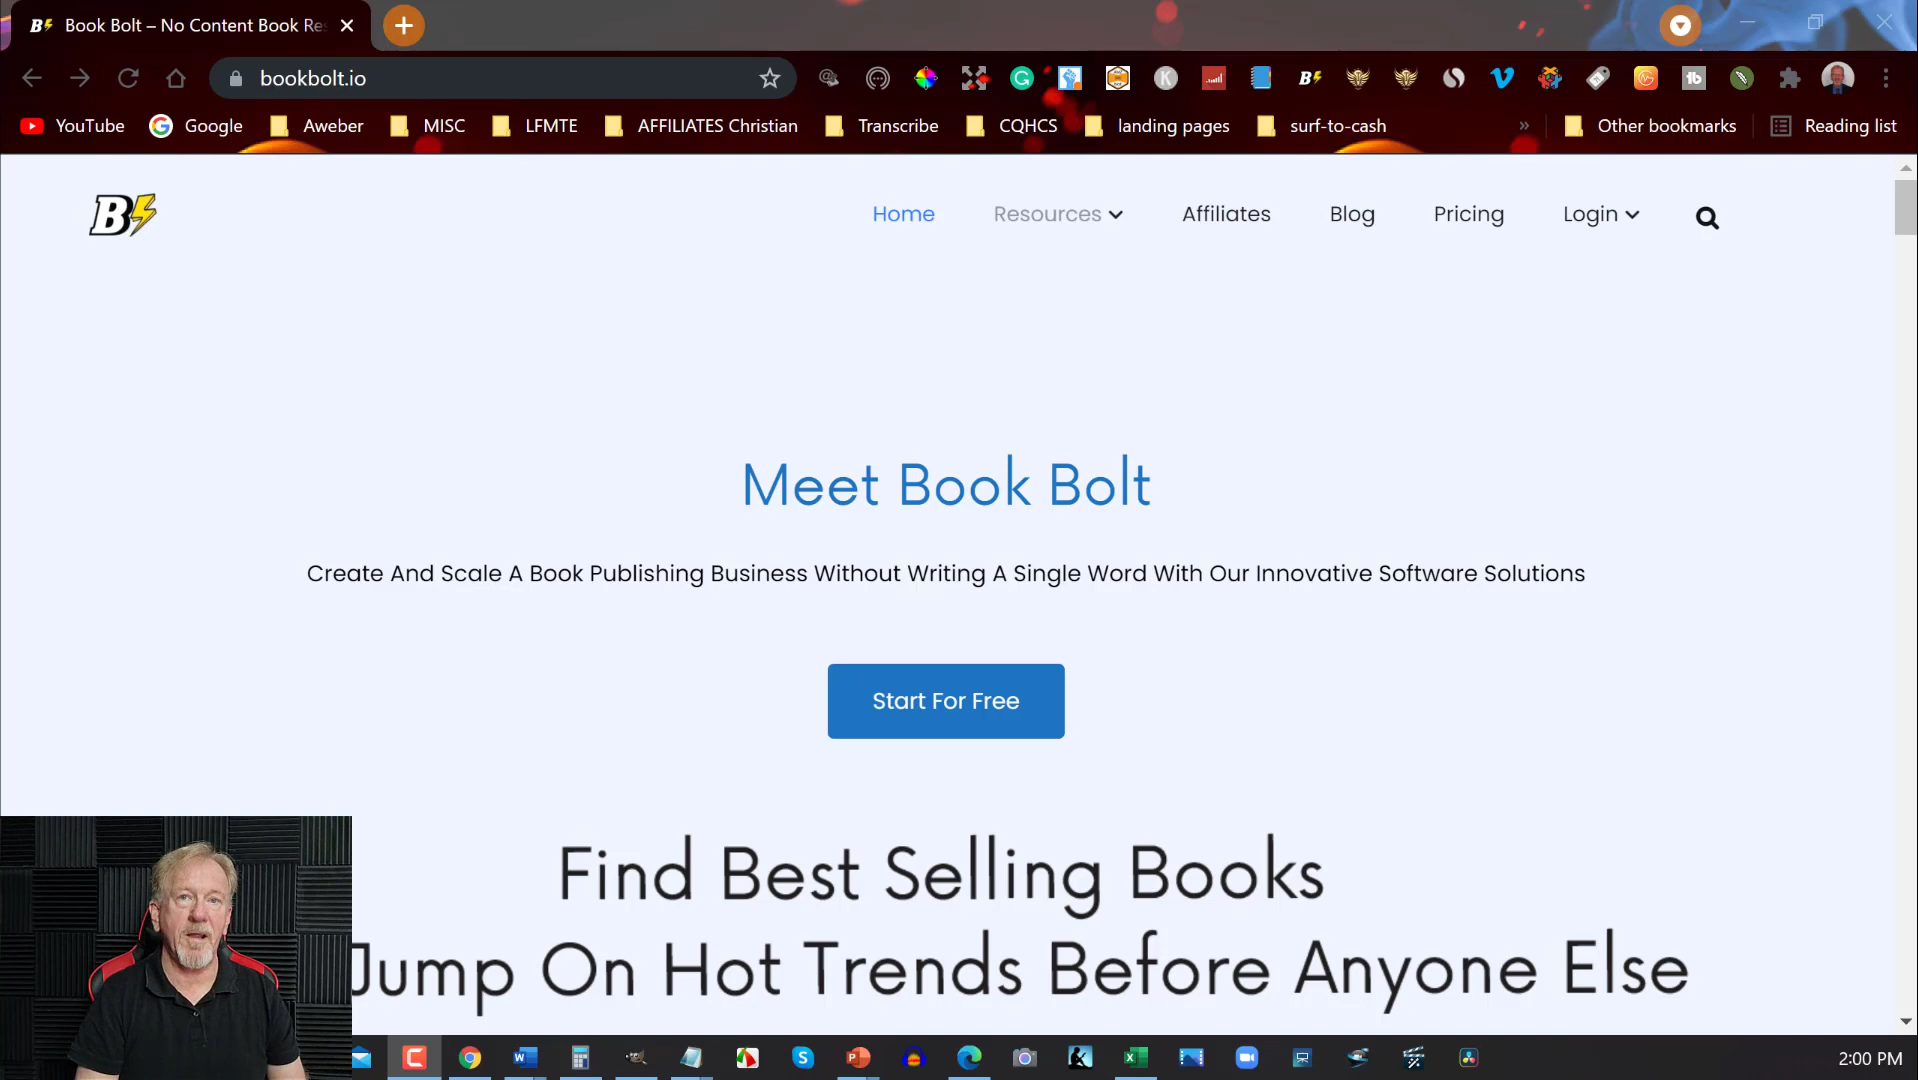 Book Bolt – No Content Book Res
bookbolt.io
YouTube
Google
Aweber
MISC
LFMTE
AFFILIATES Christian
Transcribe
CQHCS
landing pages
surf-to-cash
»
Other bookmarks
Reading list
B
Home
Resources
Affiliates
Blog
Pricing
Login
Meet Book Bolt
Create And Scale A Book Publishing Business Without Writing A Single Word With Our Innovative Software Solutions
Start For Free
Find Best Selling Books
Jump On Hot Trends Before Anyone Else
2:00 PM